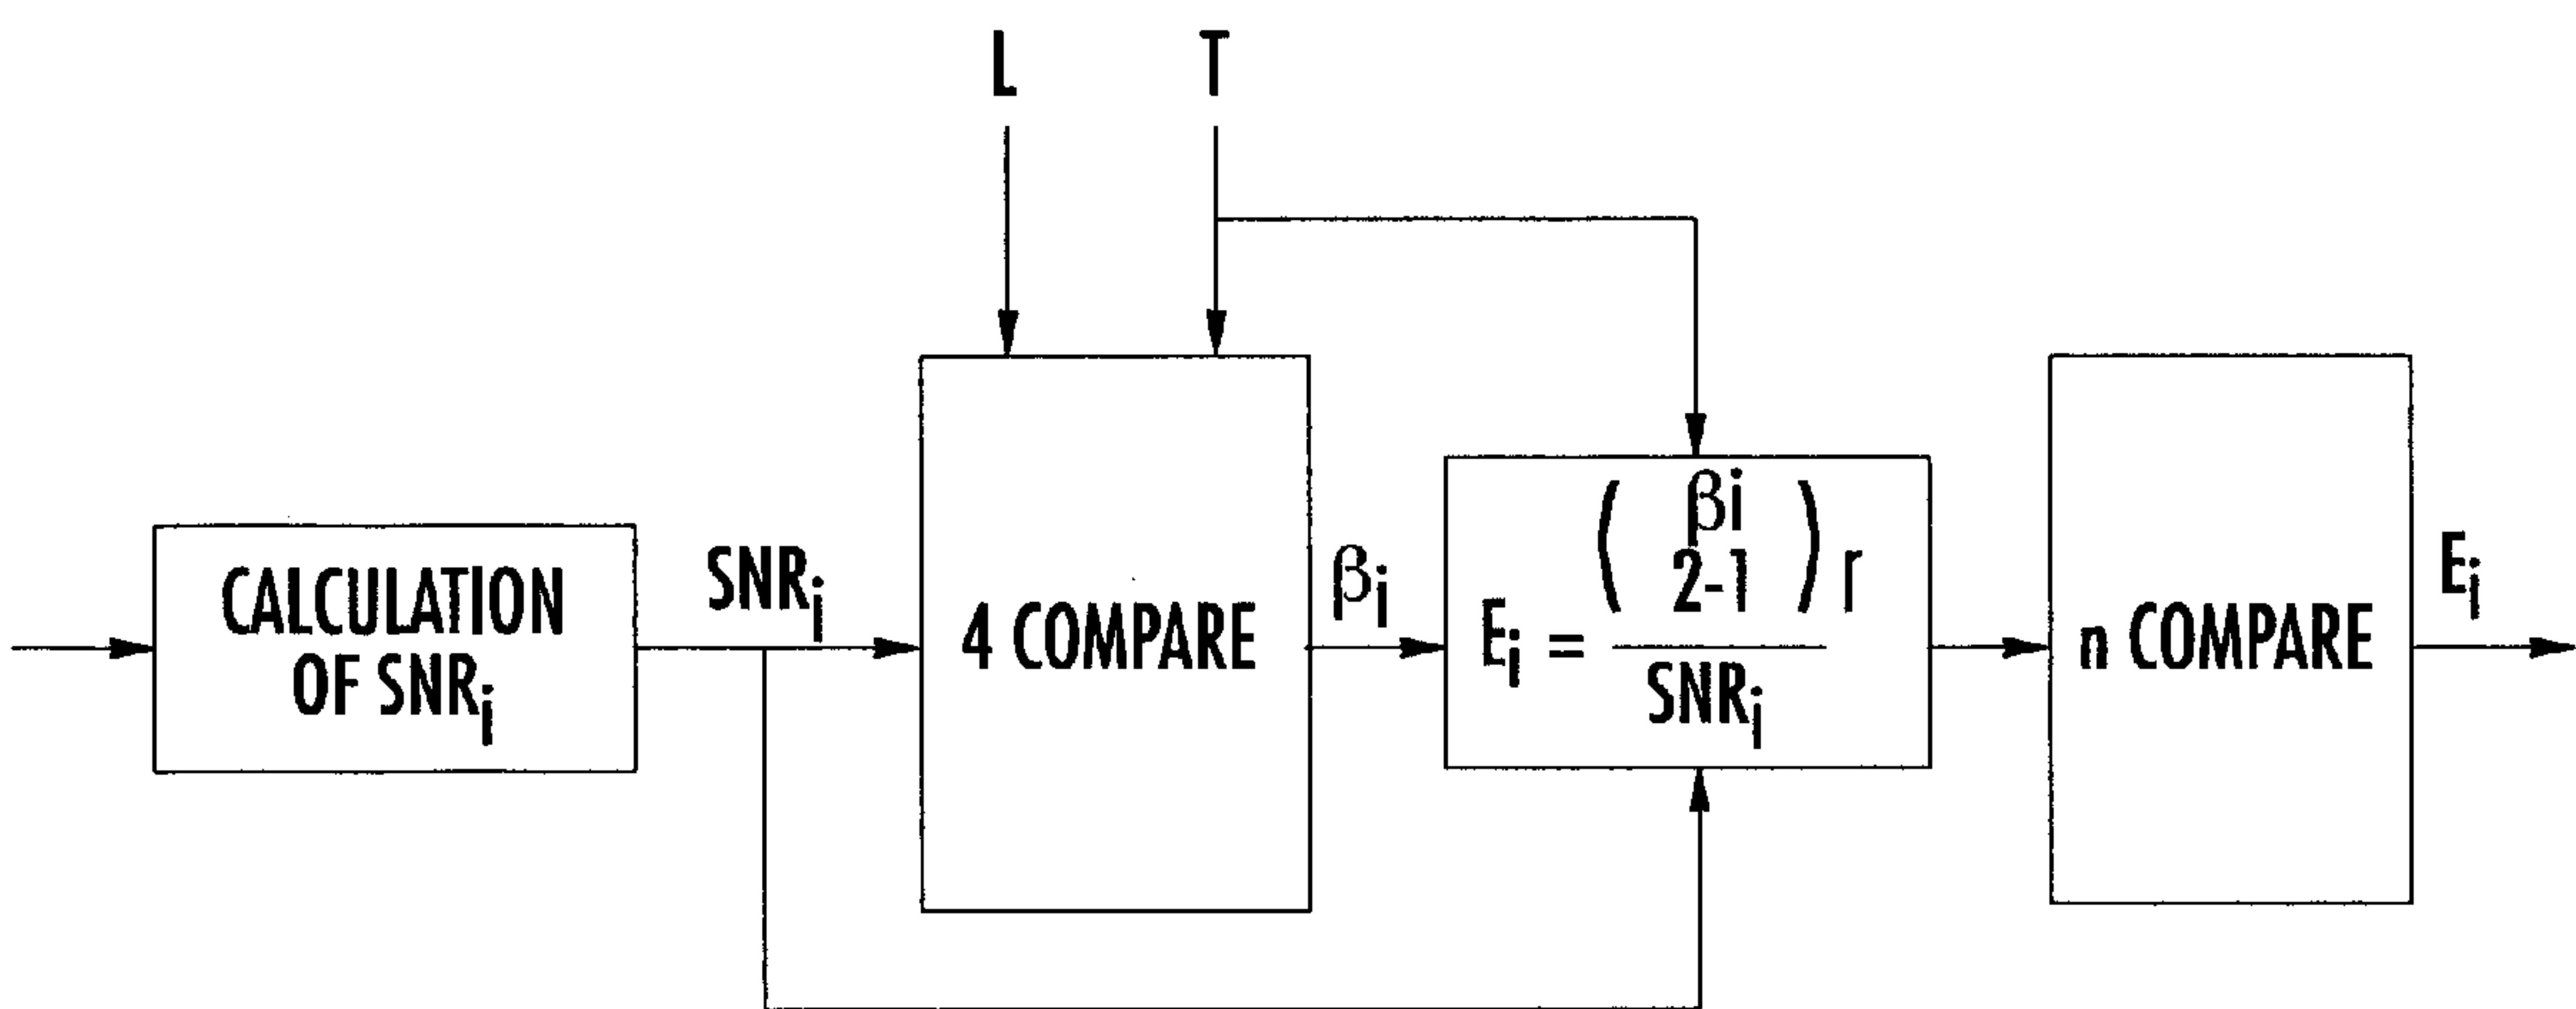 L T
CALCULATION
OF SNRi
SNRi
4 COMPARE
βi
βi
( 2-1 ) Γ
Ei =
SNRi
n COMPARE
Ei